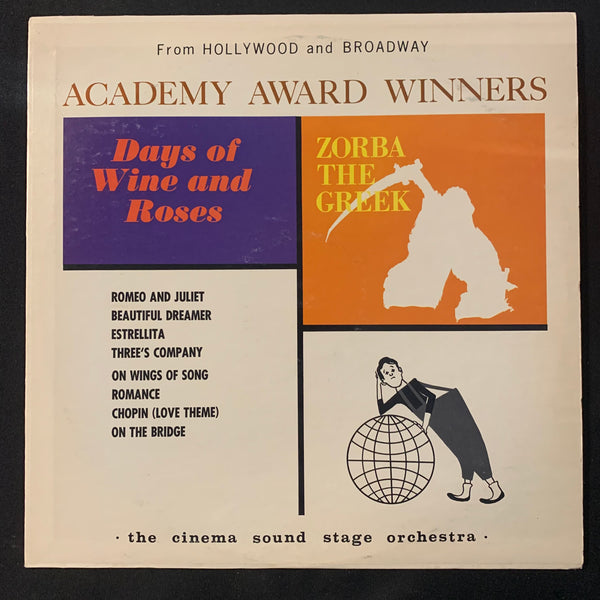 From HOLLYWOOD and BROADWAY
ACADEMY AWARD WINNERS
Days of
Wine and
Roses
ZORBA
THE
GREEK
ROMEO AND JULIET
BEAUTIFUL DREAMER
ESTRELLITA
THREE'S COMPANY
ON WINGS OF SONG
ROMANCE
CHOPIN (LOVE THEME)
ON THE BRIDGE
· the cinema sound stage orchestra ·